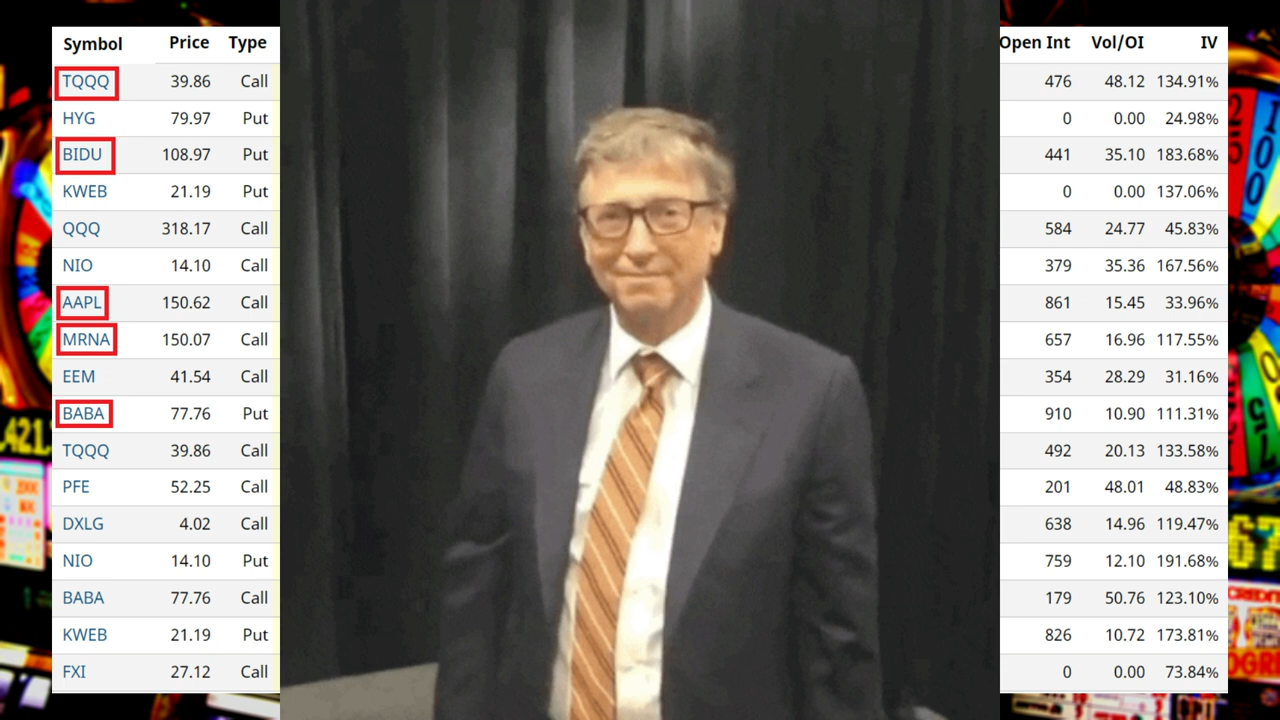 Symbol Price Type Open Int Vol/OI IV
TQQQ 39.86 Call 476 48.12 134.91%
HYG 79.97 Put 0 0.00 24.98%
BIDU 108.97 Put 441 35.10 183.68%
KWEB 21.19 Put 0 0.00 137.06%
QQQ 318.17 Call 584 24.77 45.83%
NIO 14.10 Call 379 35.36 167.56%
AAPL 150.62 Call 861 15.45 33.96%
MRNA 150.07 Call 657 16.96 117.55%
EEM 41.54 Call 354 28.29 31.16%
BABA 77.76 Put 910 10.90 111.31%
TQQQ 39.86 Call 492 20.13 133.58%
PFE 52.25 Call 201 48.01 48.83%
DXLG 4.02 Call 638 14.96 119.47%
NIO 14.10 Put 759 12.10 191.68%
BABA 77.76 Call 179 50.76 123.10%
KWEB 21.19 Put 826 10.72 173.81%
FXI 27.12 Call 0 0.00 73.84%